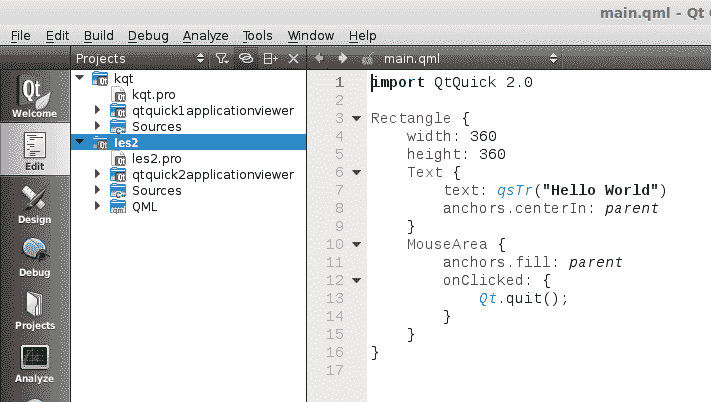 main.qml - Qt
File Edit Build Debug Analyze Tools Window Help
Projects
main.qml
Qt
Welcome
Edit
Design
Debug
Projects
Analyze
kqt
kqt.pro
qtquick1applicationviewer
Sources
les2
les2.pro
qtquick2applicationviewer
Sources
QML
1 import QtQuick 2.0
2
3 Rectangle {
4 width: 360
5 height: 360
6 Text {
7 text: qsTr("Hello World")
8 anchors.centerIn: parent
9 }
10 MouseArea {
11 anchors.fill: parent
12 onClicked: {
13 Qt.quit();
14 }
15 }
16 }
17